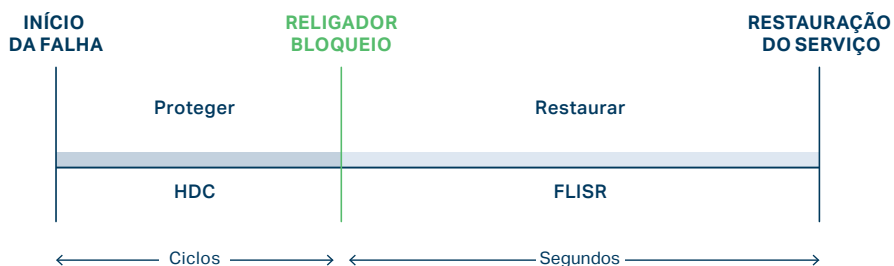 INÍCIO
DA FALHA
RELIGADOR
BLOQUEIO
RESTAURAÇÃO
DO SERVIÇO
Proteger
Restaurar
HDC
FLISR
Ciclos
Segundos